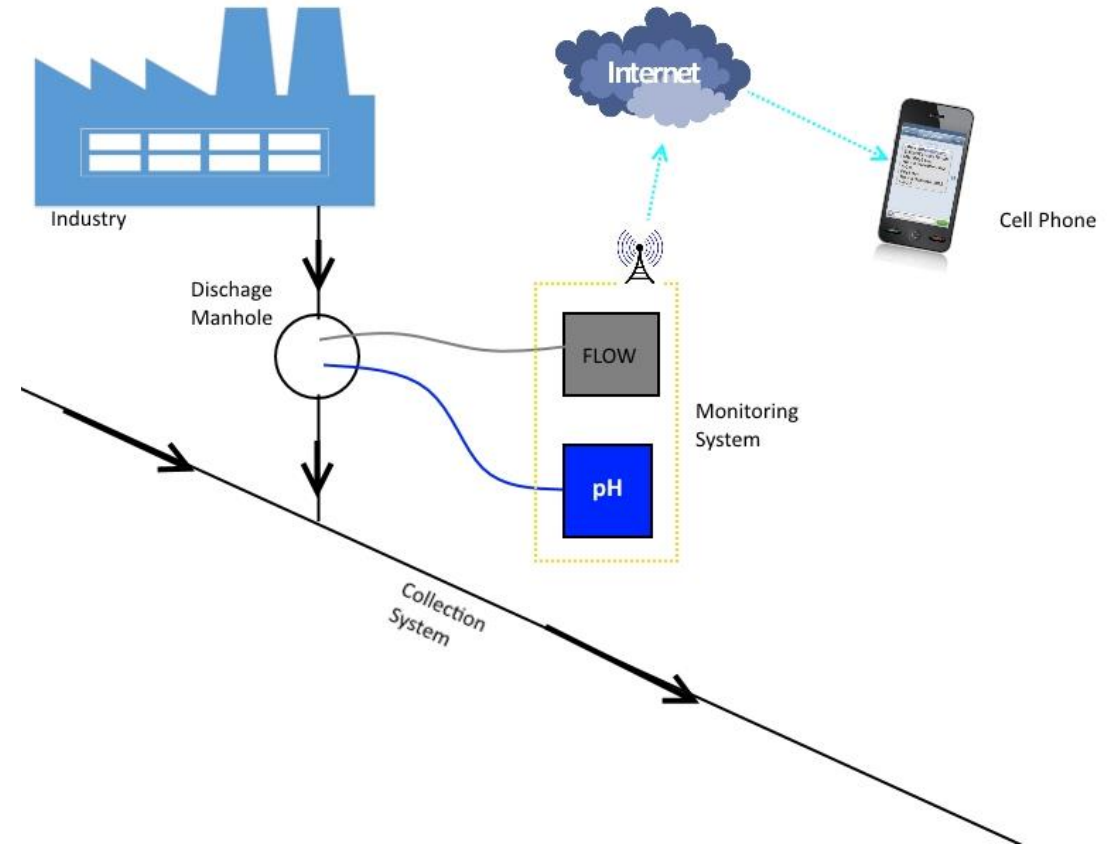 Internet
Industry
Cell Phone
Dischage
Manhole
FLOW
Monitoring
System
pH
Collection
System